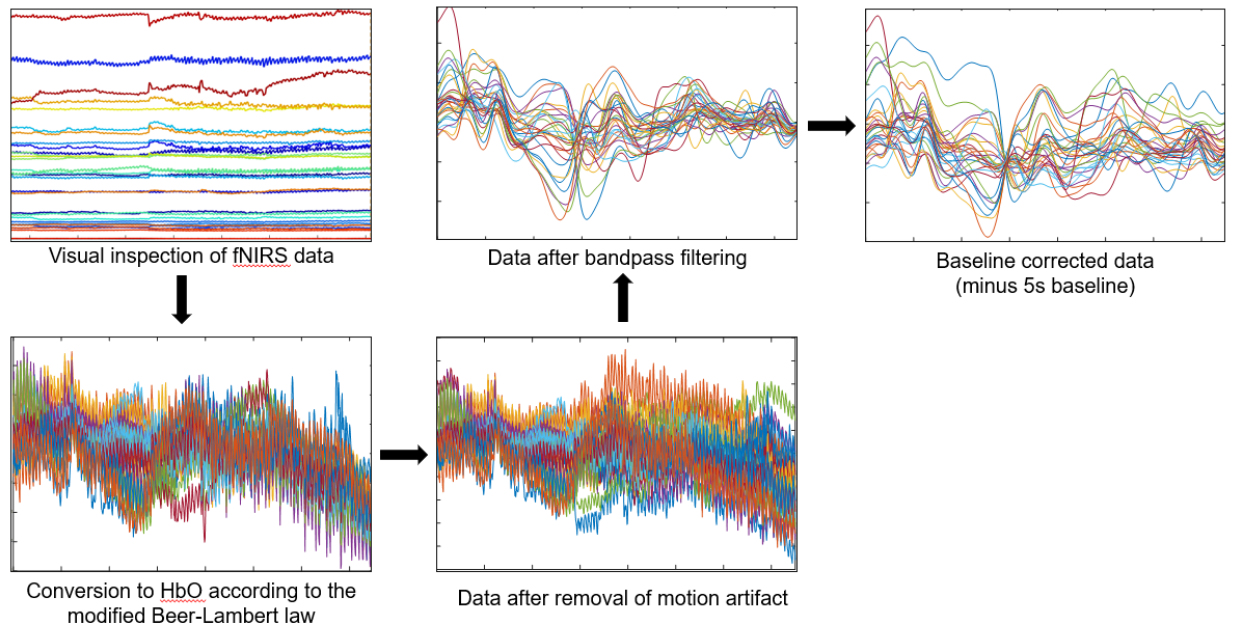 Visual inspection of fNIRS data
Conversion to HbO according to the
modified Beer-Lambert law
Data after removal of motion artifact
Data after bandpass filtering
Baseline corrected data
(minus 5s baseline)